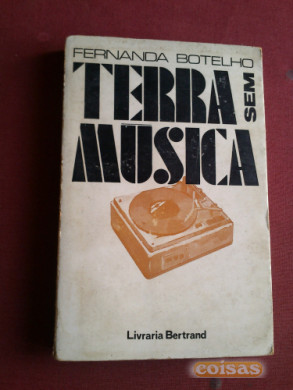 FERNANDA BOTELHO
TERRA
SEM
MUSICA
Livraria Bertrand
coisas